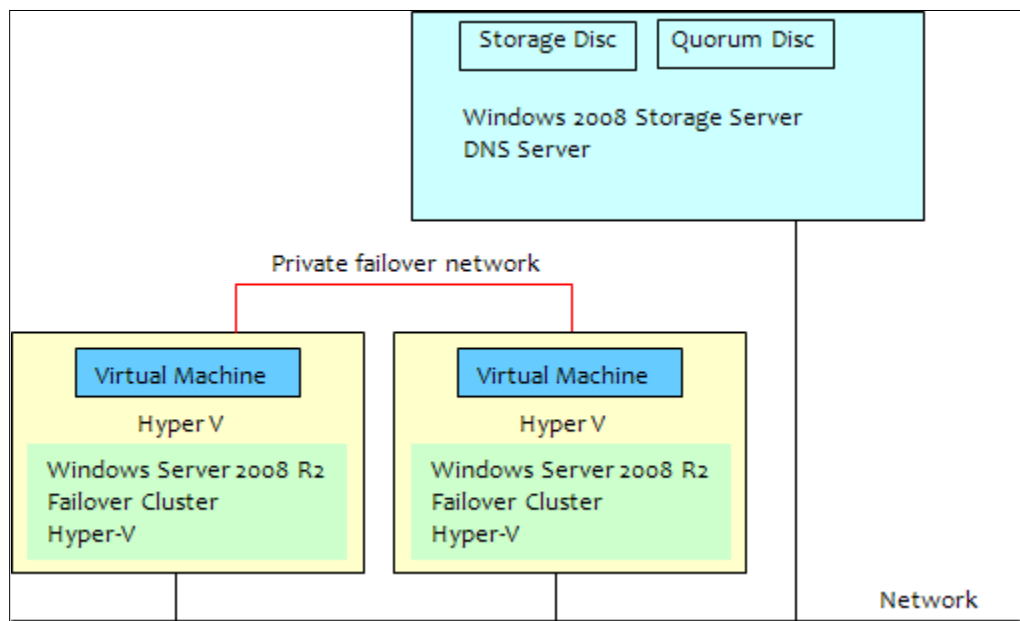 Storage Disc
Quorum Disc
Windows 2008 Storage Server
DNS Server
Private failover network
Virtual Machine
Hyper V
Windows Server 2008 R2
Failover Cluster
Hyper-V
Virtual Machine
Hyper V
Windows Server 2008 R2
Failover Cluster
Hyper-V
Network